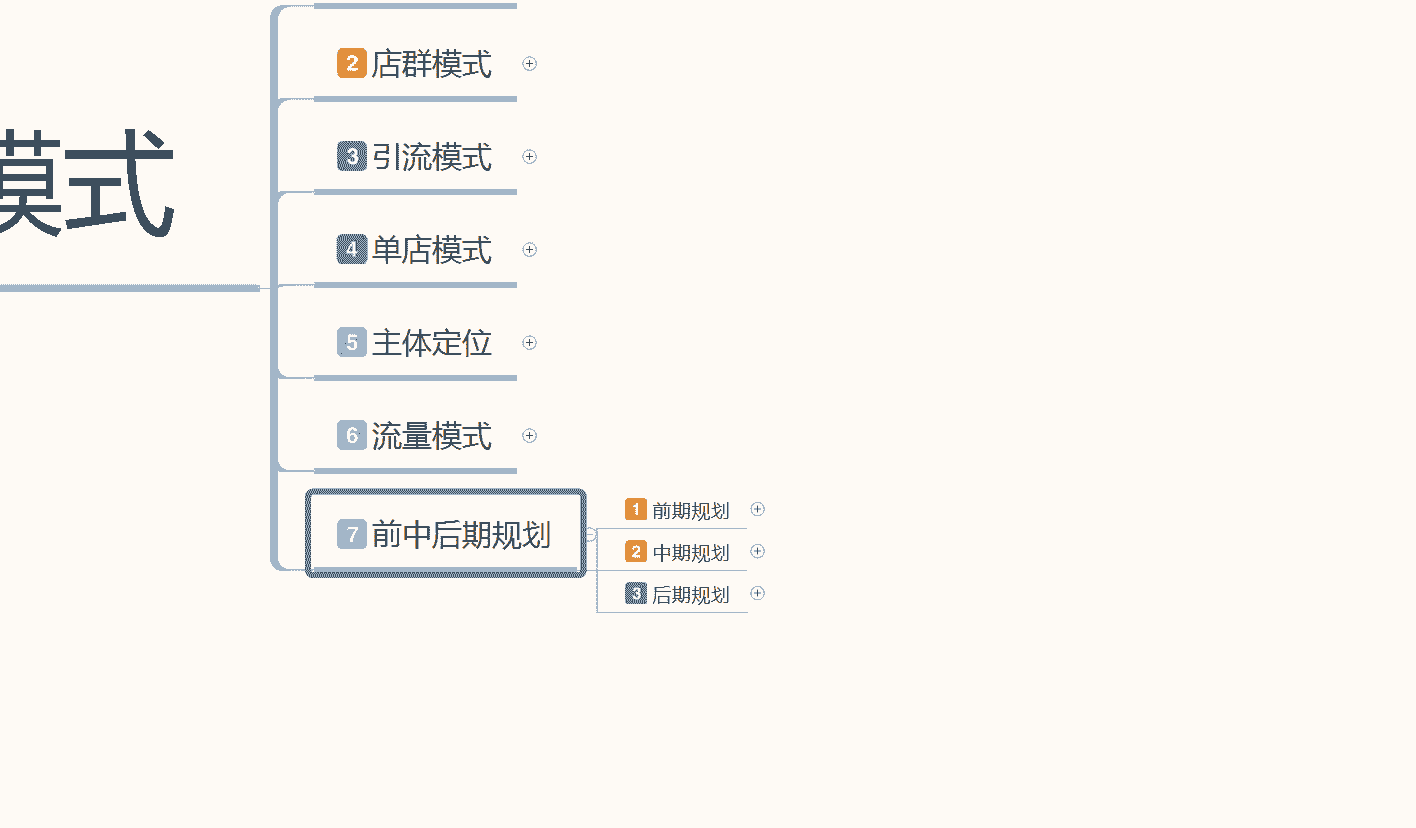 模式
2 店群模式
3 引流模式
4 单店模式
5 主体定位
6 流量模式
7 前中后期规划
1 前期规划
2 中期规划
3 后期规划